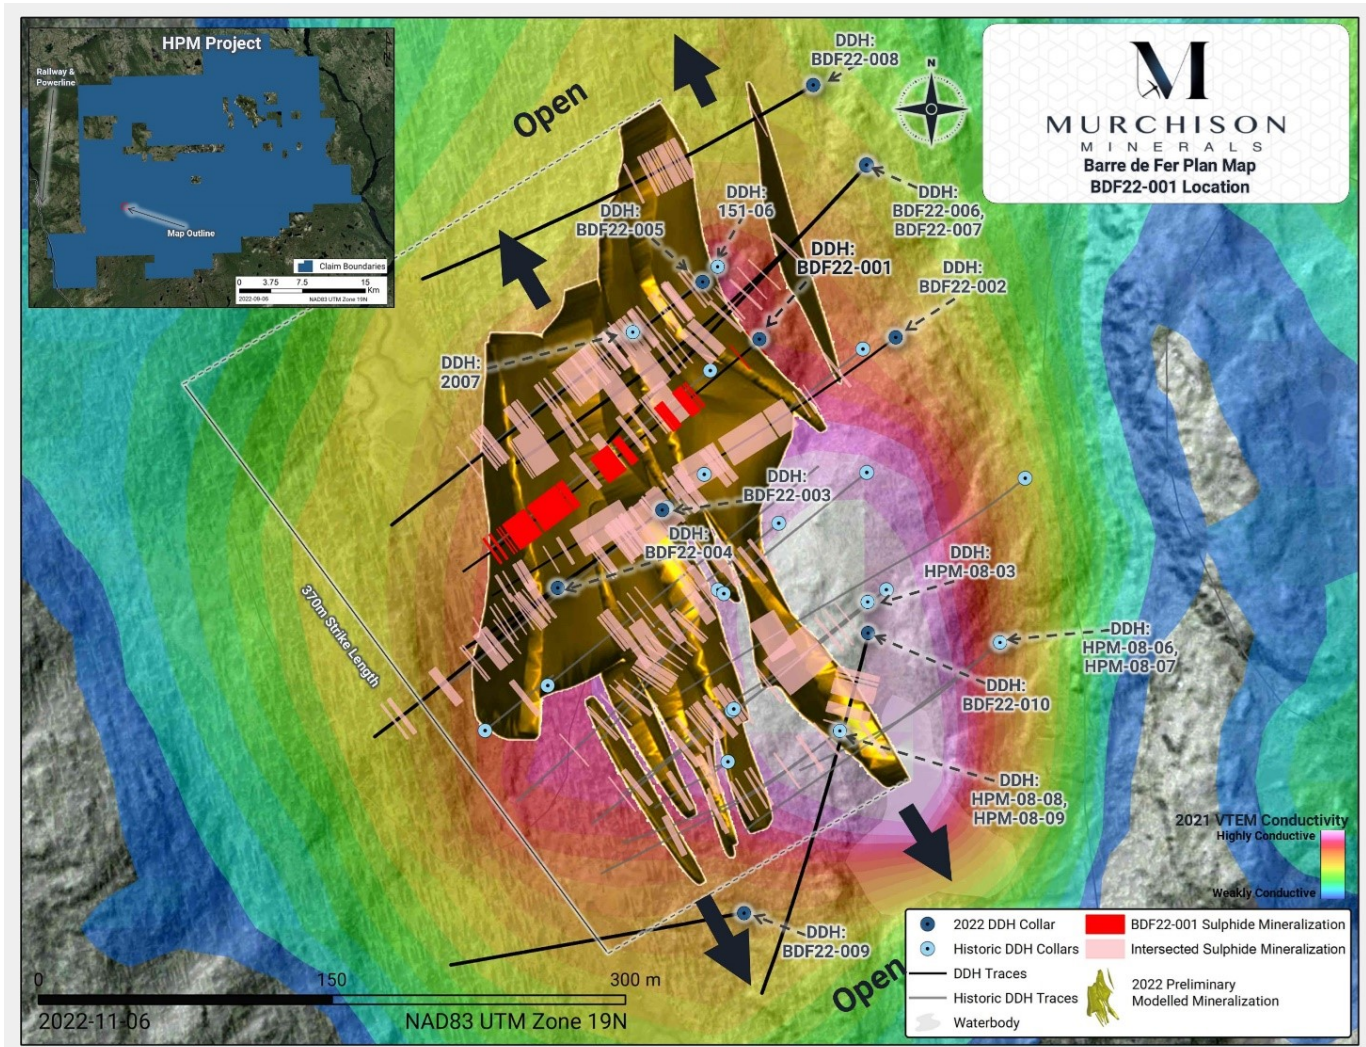 HPM Project
Railway &
Powerline
Map Outline
N
Claim Boundaries
0 3.75 7.5 15
Km
2022-09-06 NAD83 UTM Zone 19N
Open
DDH:
BDF22-008
N
M
MURCHISON
MINERALS
Barre de Fer Plan Map
BDF22-001 Location
DDH:
151-06
DDH:
BDF22-005
DDH:
BDF22-006,
BDF22-007
DDH:
BDF22-001
DDH:
BDF22-002
DDH:
2007
DDH:
BDF22-003
DDH:
BDF22-004
DDH:
HPM-08-03
370m Strike Length
DDH:
HPM-08-06,
HPM-08-07
DDH:
BDF22-010
DDH:
HPM-08-08,
HPM-08-09
2021 VTEM Conductivity
Highly Conductive
Weakly Conductive
DDH:
BDF22-009
Open
2022 DDH Collar
Historic DDH Collars
DDH Traces
Historic DDH Traces
Waterbody
BDF22-001 Sulphide Mineralization
Intersected Sulphide Mineralization
2022 Preliminary
Modelled Mineralization
0 150 300 m
2022-11-06 NAD83 UTM Zone 19N